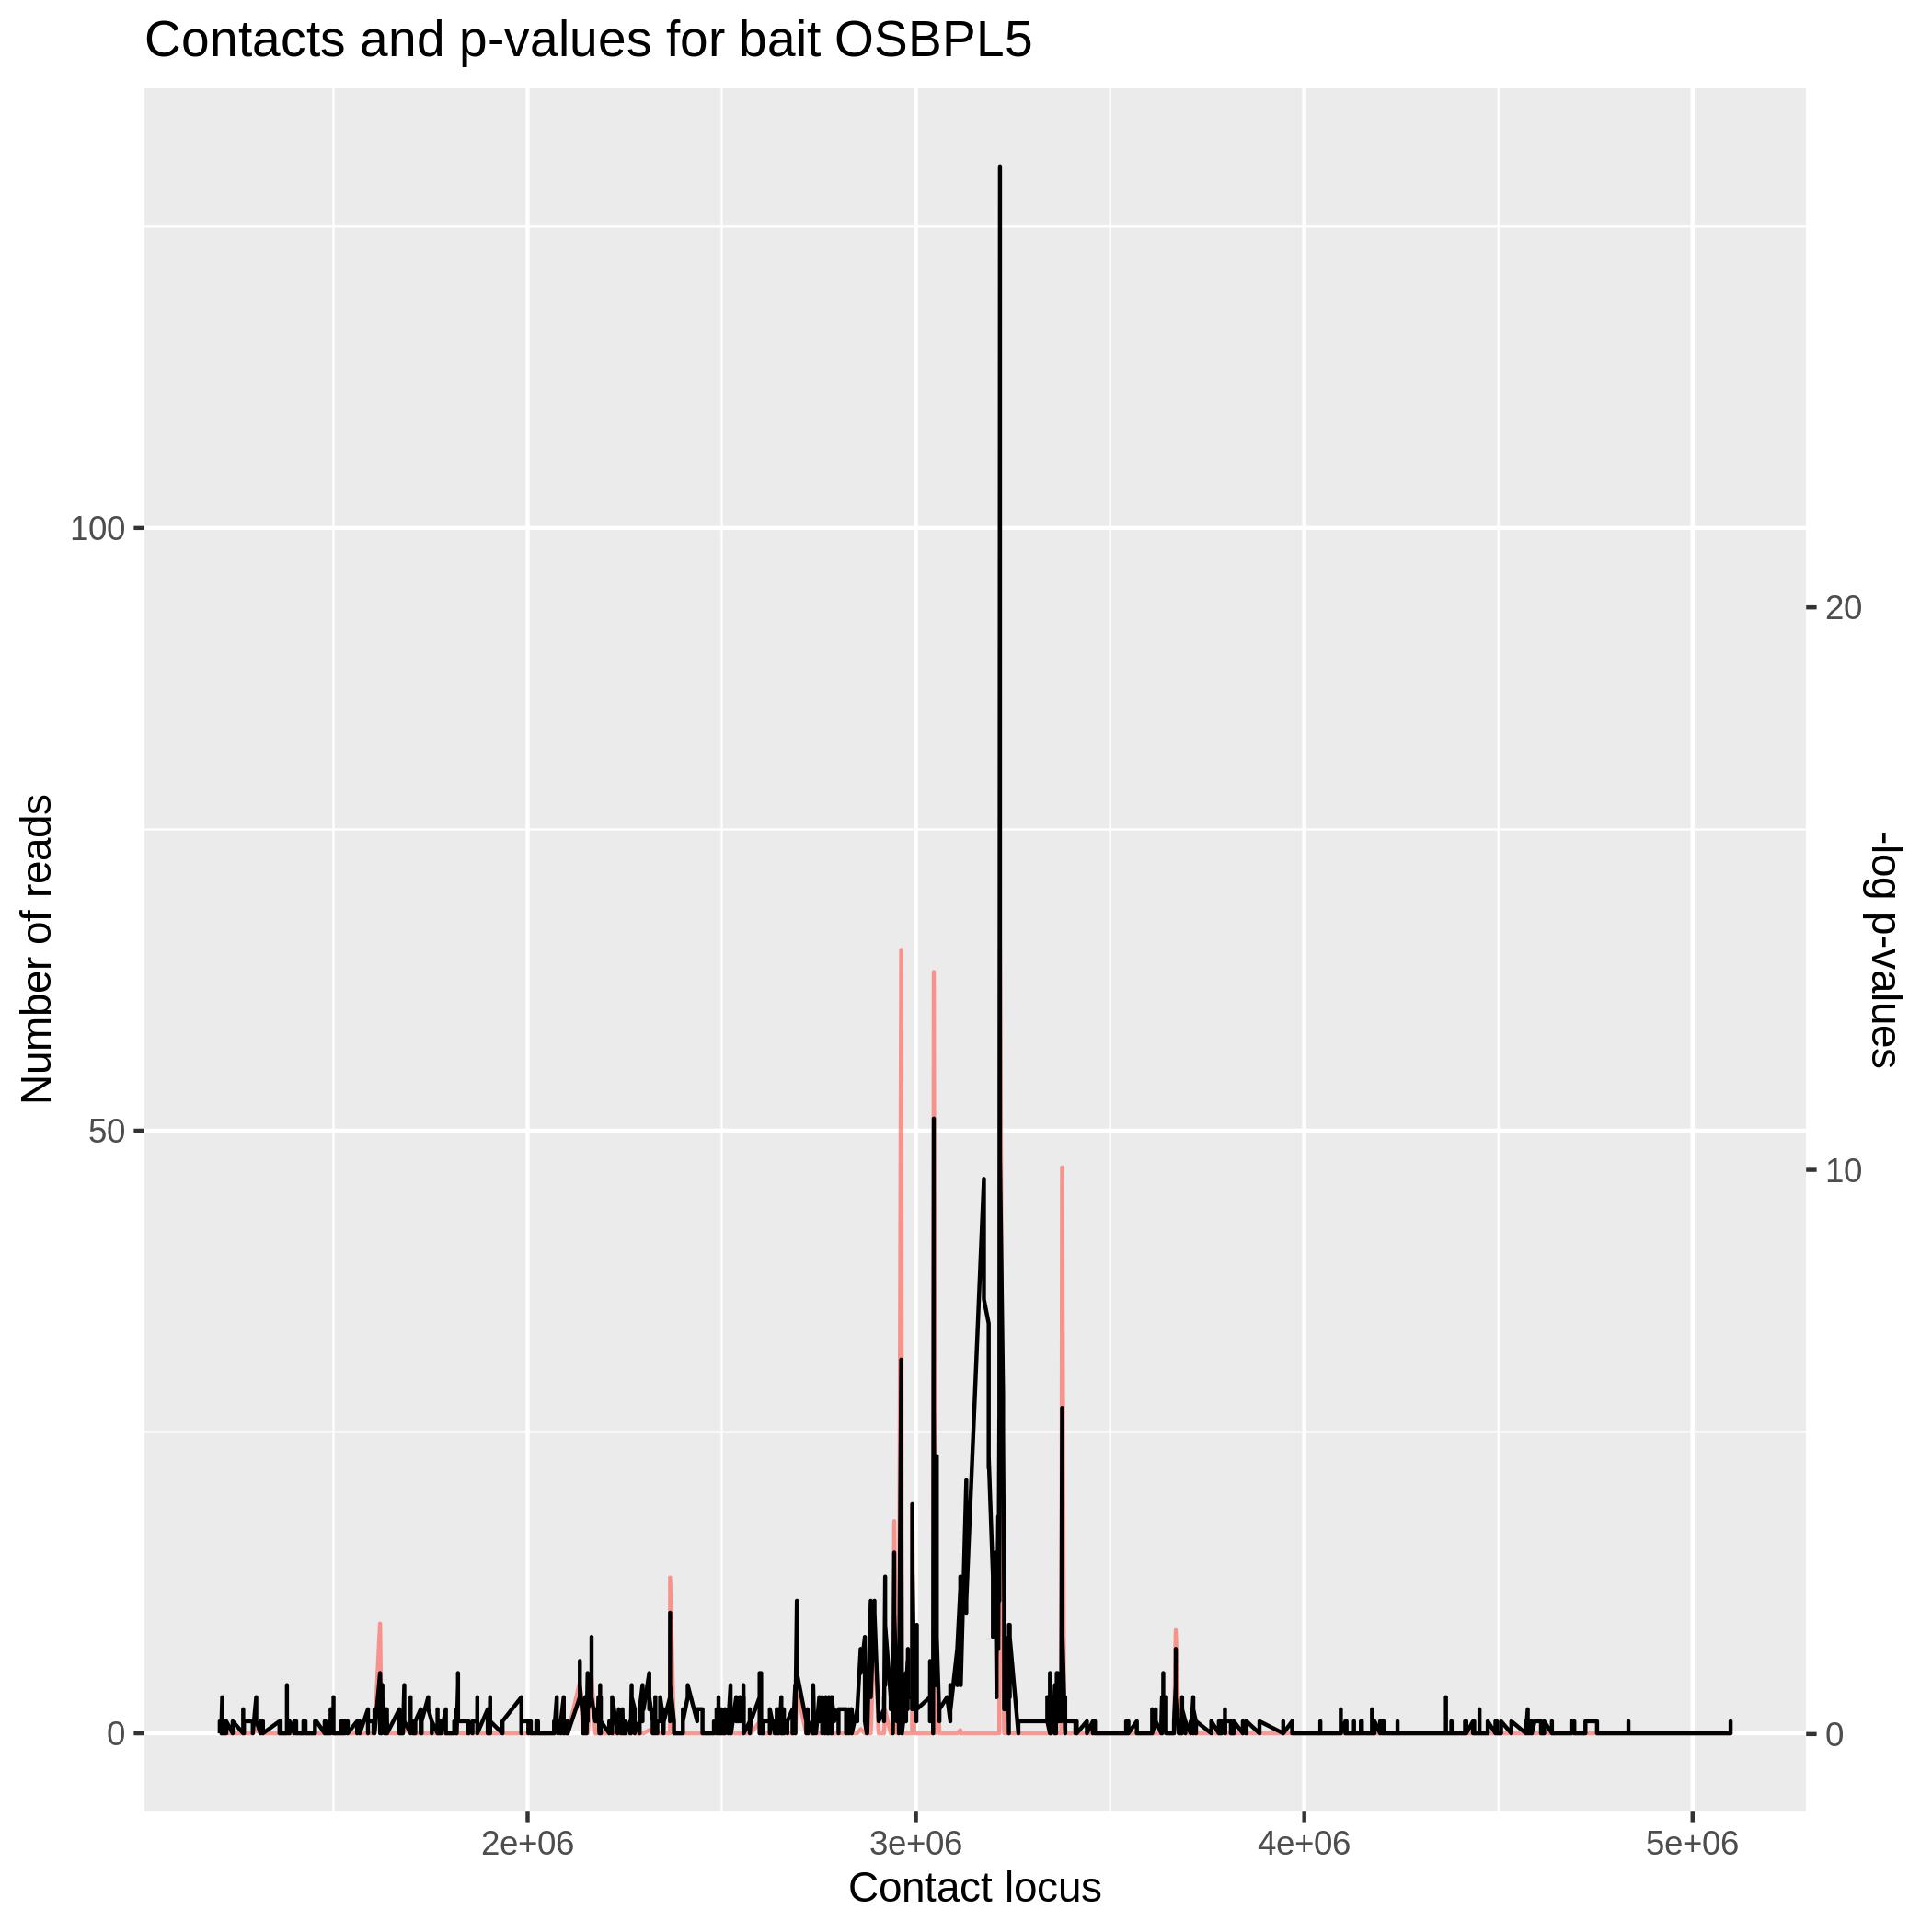 Contacts and p-values for bait OSBPL5
Number of reads
100
50
0
20
10
0
-log p-values
2e+06
3e+06
4e+06
5e+06
Contact locus